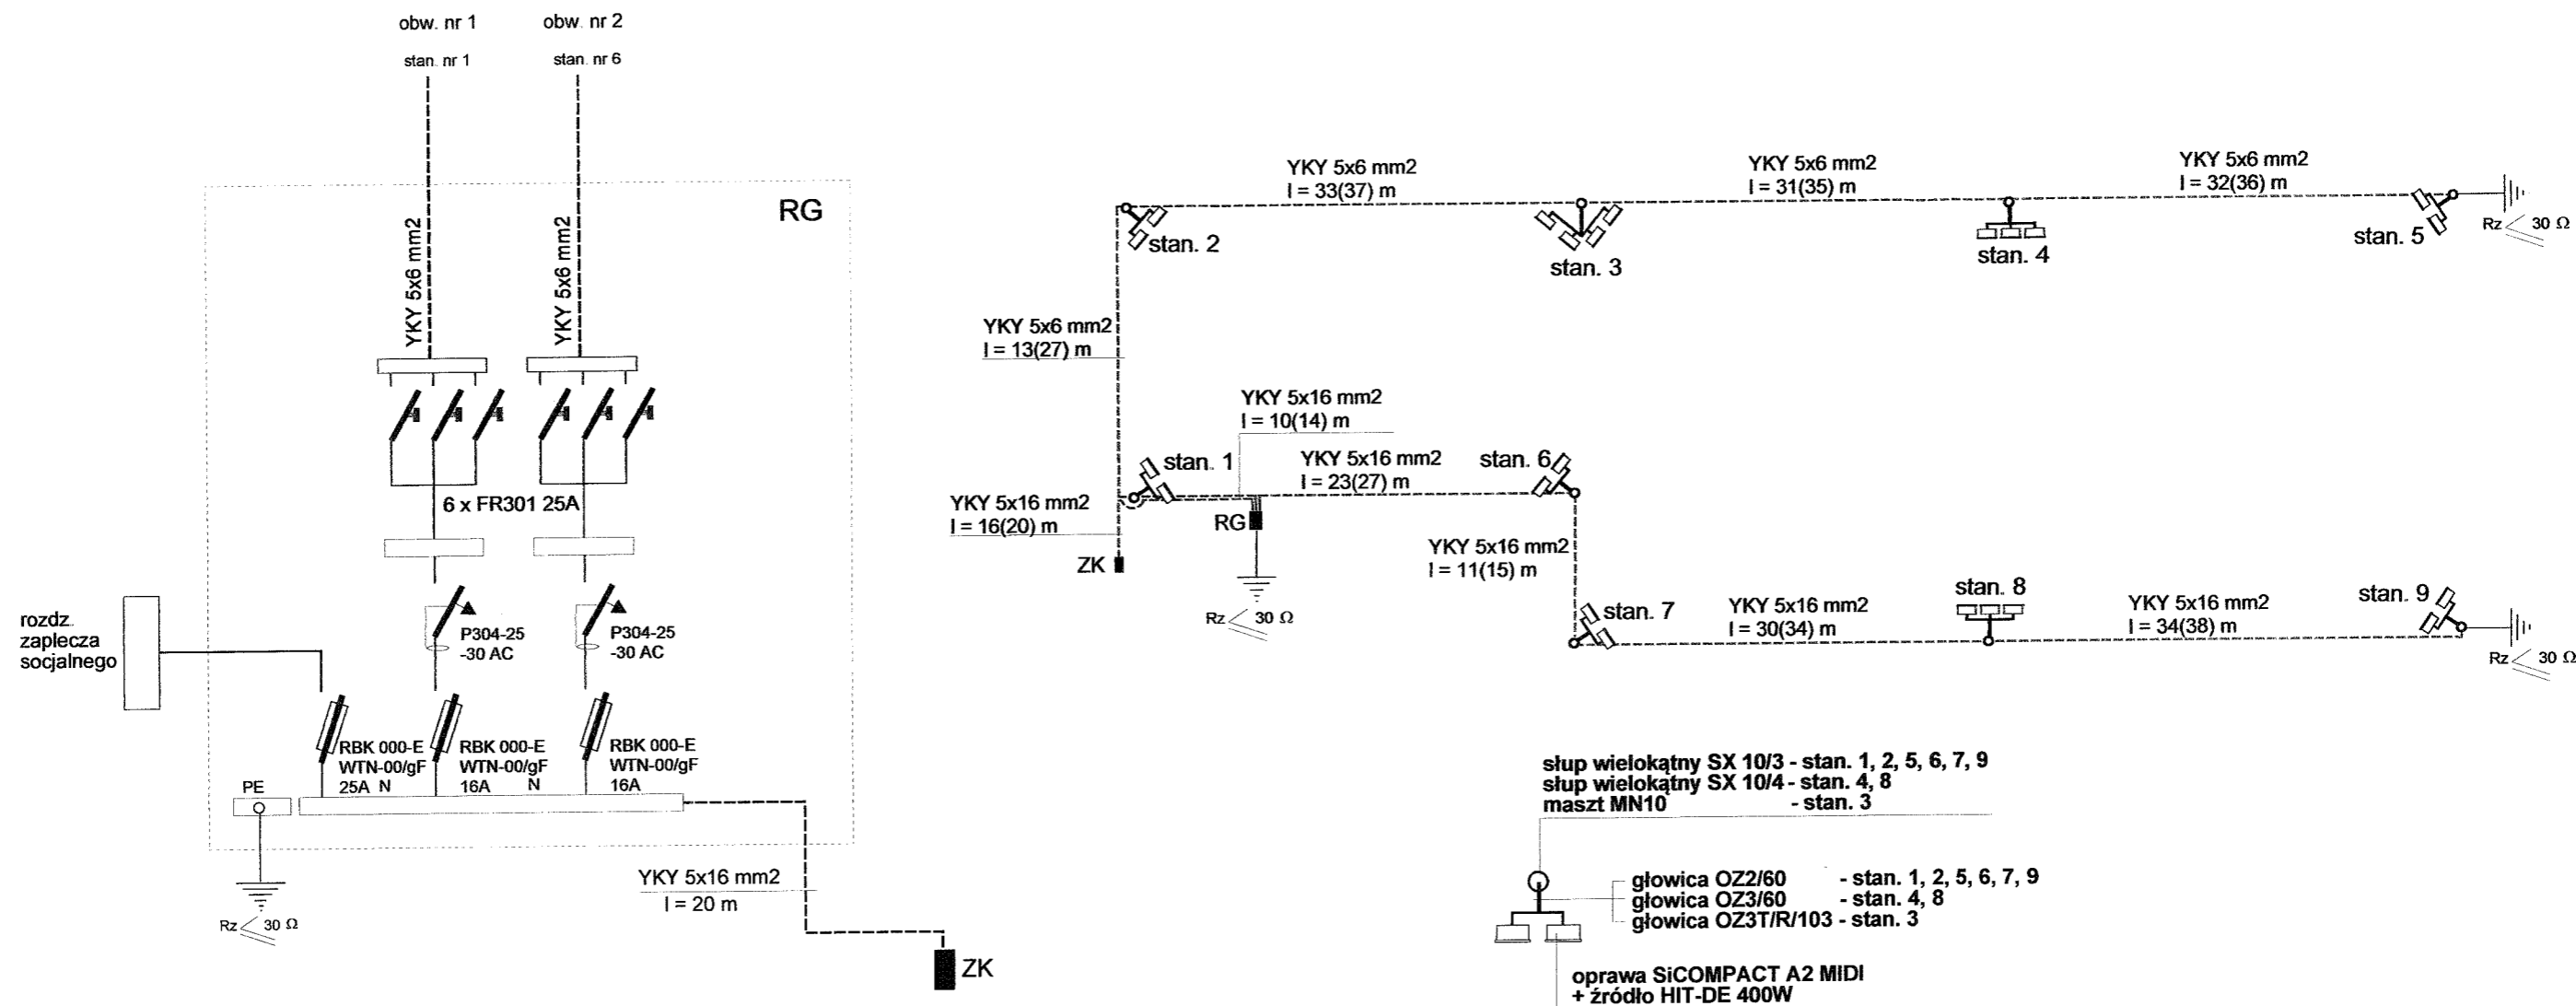 obw. nr 1
obw. nr 2
stan. nr 1
stan. nr 6
YKY 5x6 mm2
YKY 5x6 mm2
RG
6 x FR301 25A
rozdz.
zaplecza
socjalnego
P304-25
-30 AC
P304-25
-30 AC
RBK 000-E
WTN-00/gF
25A N
RBK 000-E
WTN-00/gF
16A N
RBK 000-E
WTN-00/gF
16A
PE
Rz < 30 Ω
YKY 5x16 mm2
l = 20 m
ZK
YKY 5x6 mm2
l = 33(37) m
YKY 5x6 mm2
l = 31(35) m
YKY 5x6 mm2
l = 32(36) m
stan. 2
stan. 3
stan. 4
stan. 5
Rz < 30 Ω
YKY 5x6 mm2
l = 13(27) m
YKY 5x16 mm2
l = 10(14) m
stan. 1
YKY 5x16 mm2
l = 23(27) m
stan. 6
YKY 5x16 mm2
l = 16(20) m
RG
ZK
Rz < 30 Ω
YKY 5x16 mm2
l = 11(15) m
stan. 7
YKY 5x16 mm2
l = 30(34) m
stan. 8
YKY 5x16 mm2
l = 34(38) m
stan. 9
Rz < 30 Ω
słup wielokątny SX 10/3 - stan. 1, 2, 5, 6, 7, 9
słup wielokątny SX 10/4 - stan. 4, 8
maszt MN10 - stan. 3
głowica OZ2/60 - stan. 1, 2, 5, 6, 7, 9
głowica OZ3/60 - stan. 4, 8
głowica OZ3T/R/103 - stan. 3
oprawa SiCOMPACT A2 MIDI
+ źródło HIT-DE 400W